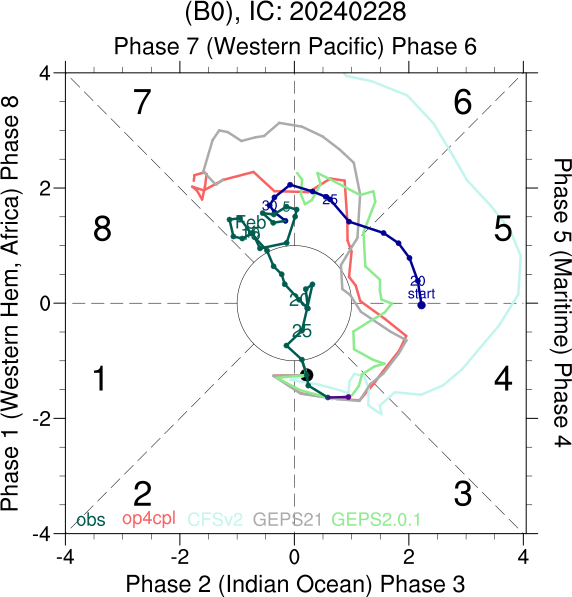 (B0), IC: 20240228
Phase 7 (Western Pacific) Phase 6
Phase 1 (Western Hem, Africa) Phase 8
Phase 5 (Maritime) Phase 4
4
2
0
-2
-4
7
6
8
5
1
4
2
3
30
5
25
Feb
20
start
20
25
obs
op4cpl
CFSv2
GEPS21
GEPS2.0.1
-4
-2
0
2
4
Phase 2 (Indian Ocean) Phase 3